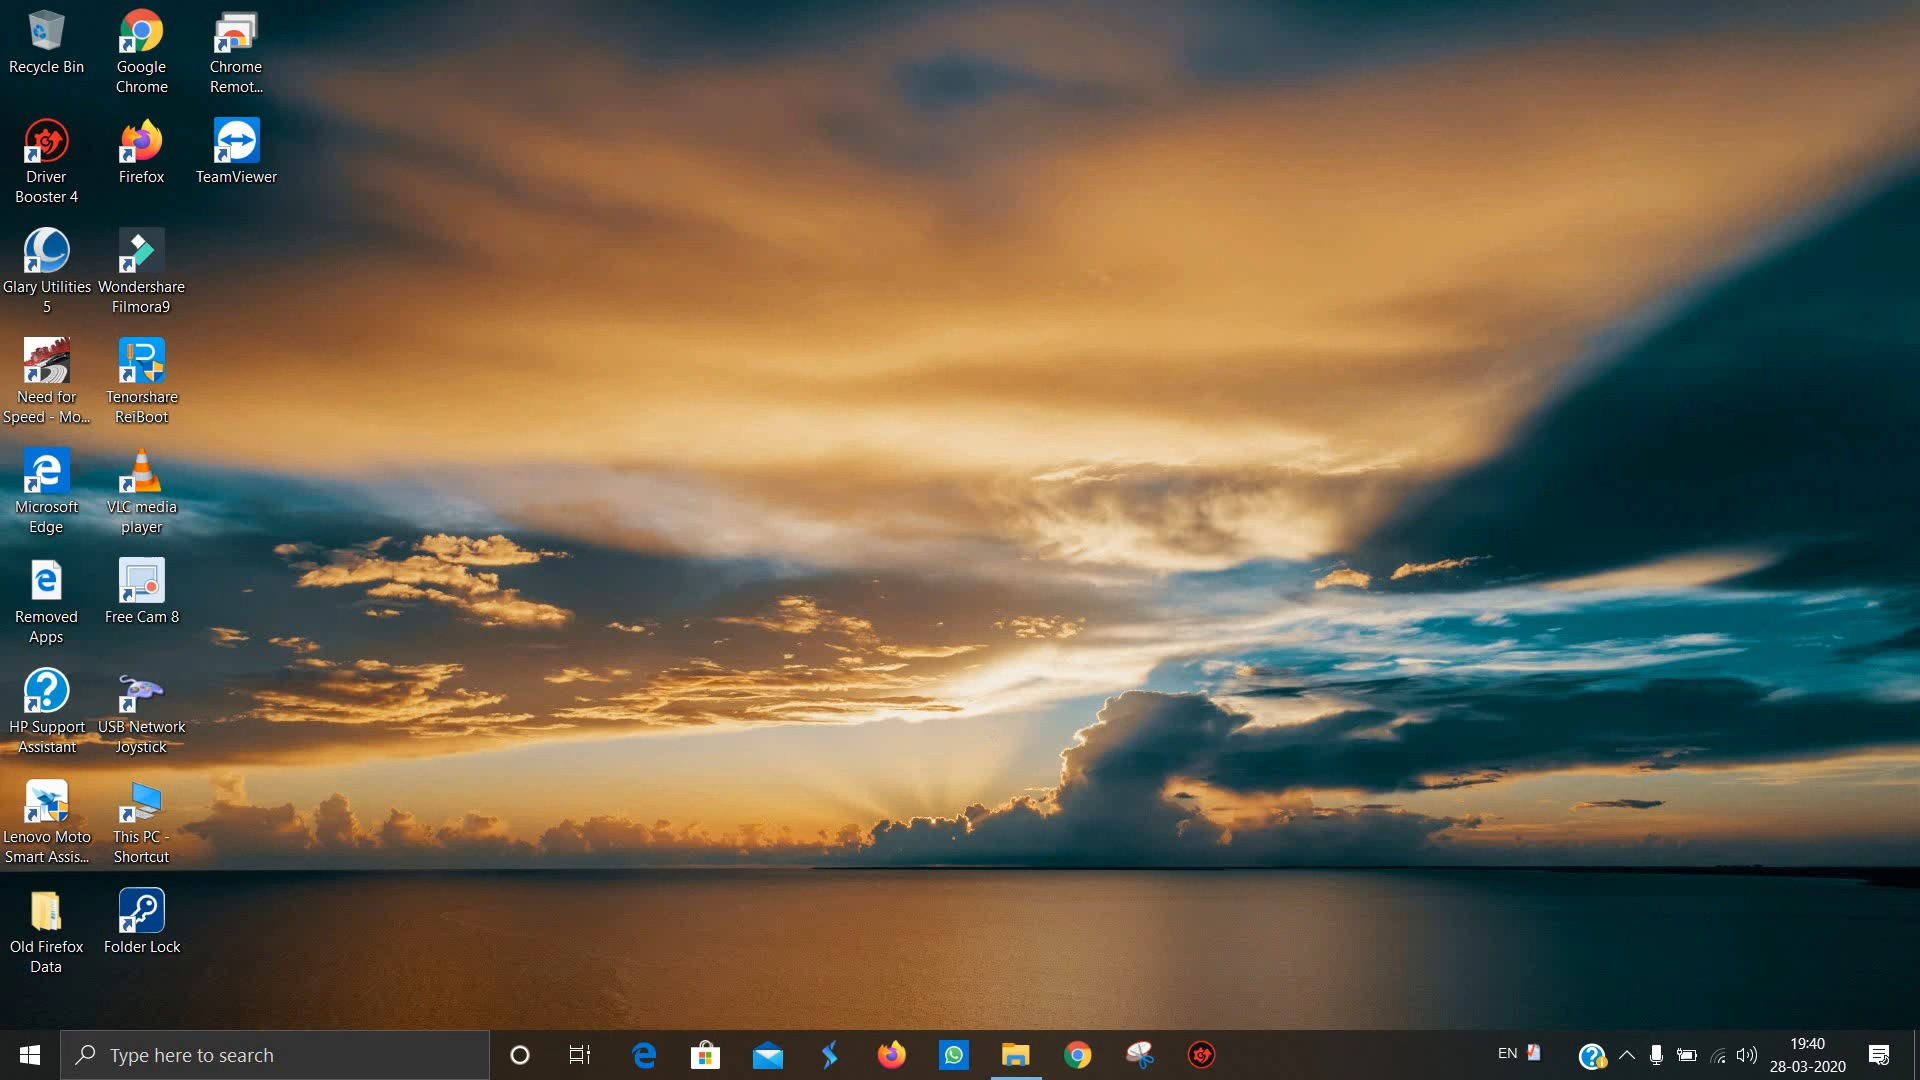 Recycle Bin
Google
Chrome
Chrome
Remot...
Driver
Booster 4
Firefox
TeamViewer
Glary Utilities
5
Wondershare
Filmora9
Need for
Speed - Mo...
Tenorshare
ReiBoot
Microsoft
Edge
VLC media
player
Removed
Apps
Free Cam 8
HP Support
Assistant
USB Network
Joystick
Lenovo Moto
Smart Assis...
This PC -
Shortcut
Old Firefox
Data
Folder Lock
Type here to search
EN
19:40
28-03-2020